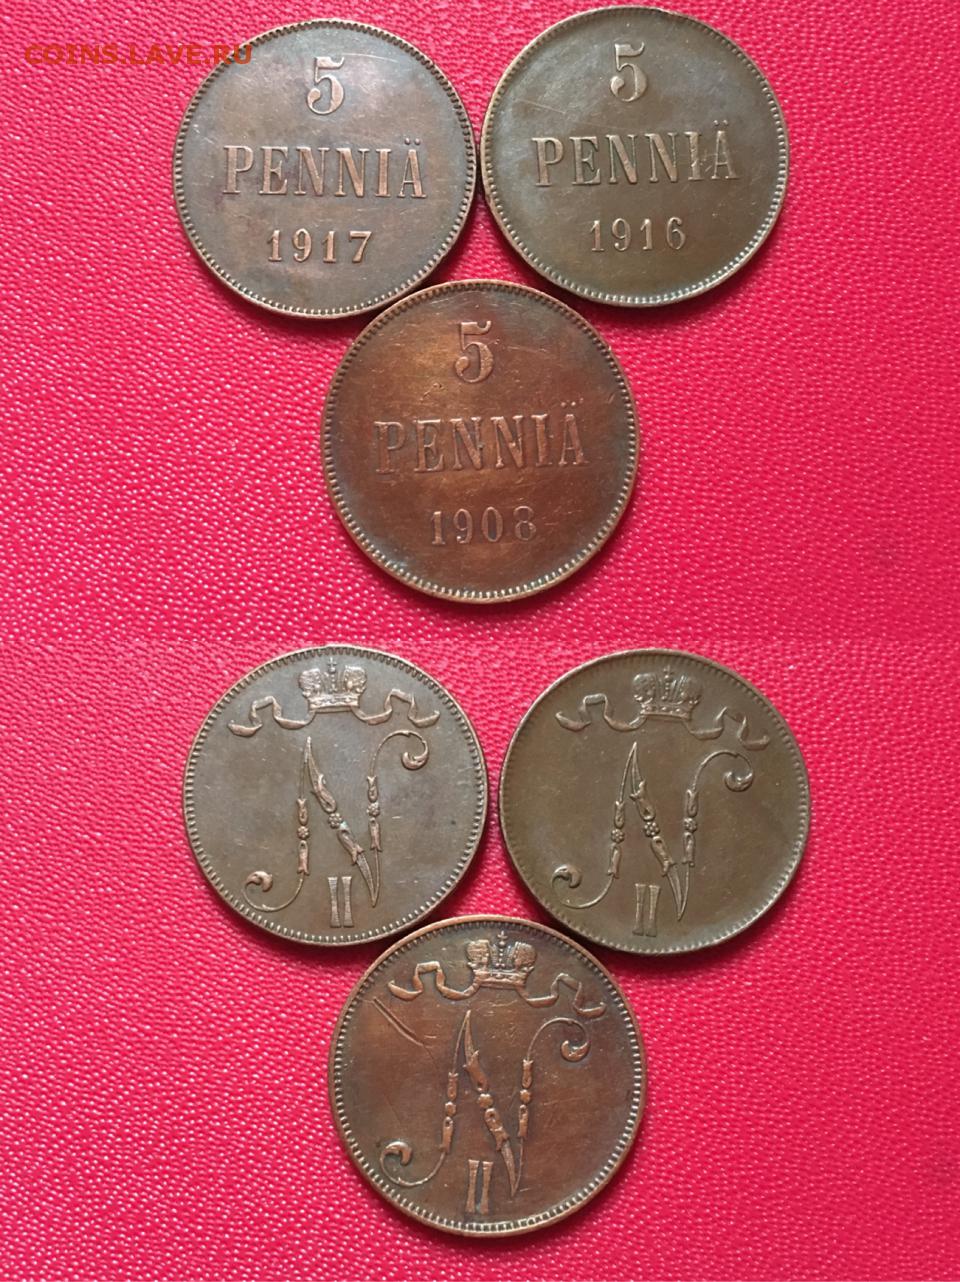 COINS.LAVE.RU
5
PENNIÄ
1917
5
PENNIÄ
1916
5
PENNIÄ
1908
N
II
N
II
N
II